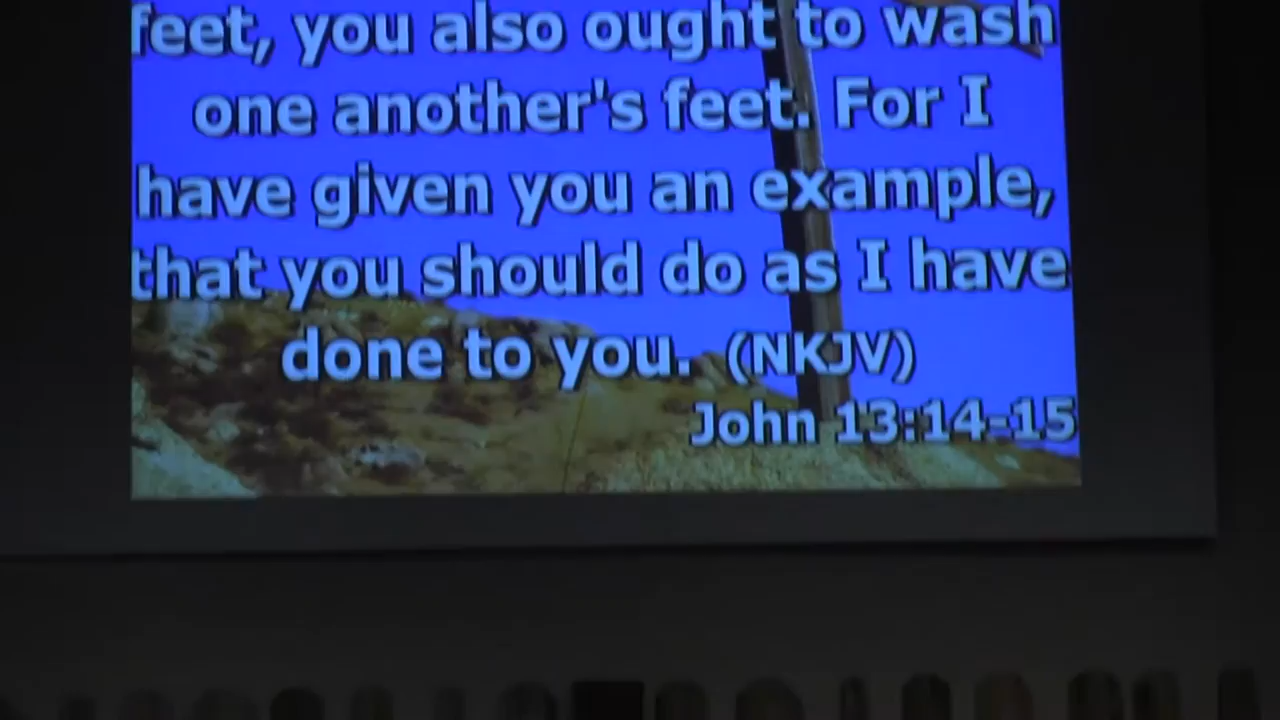 feet, you also ought to wash
one another's feet. For I
have given you an example,
that you should do as I have
done to you. (NKJV)
John 13:14-15